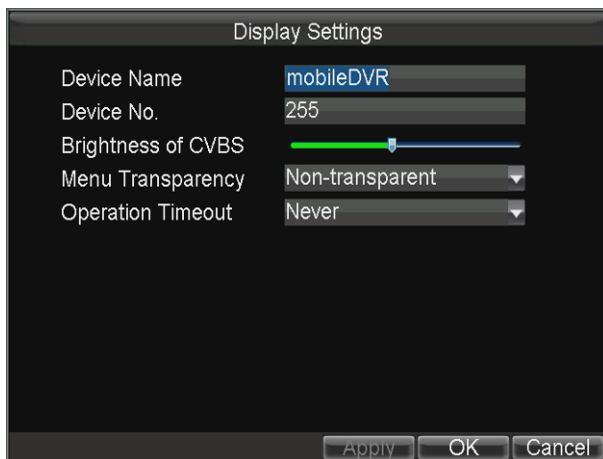 Display Settings
Device Name mobileDVR
Device No. 255
Brightness of CVBS
Menu Transparency Non-transparent
Operation Timeout Never
Apply OK Cancel